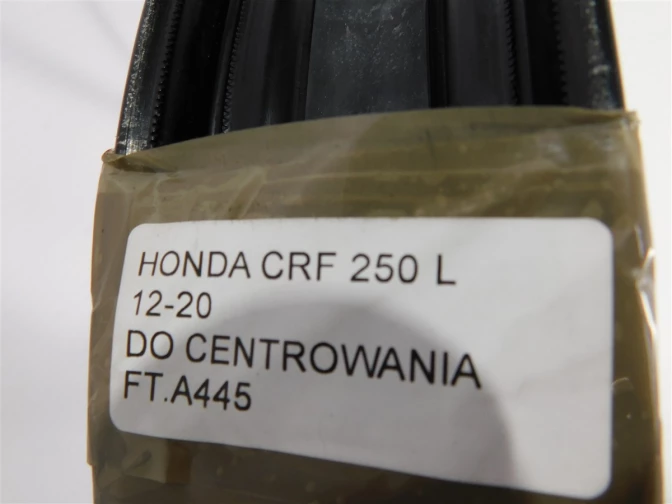 HONDA CRF 250 L
12-20
DO CENTROWANIA
FT.A445